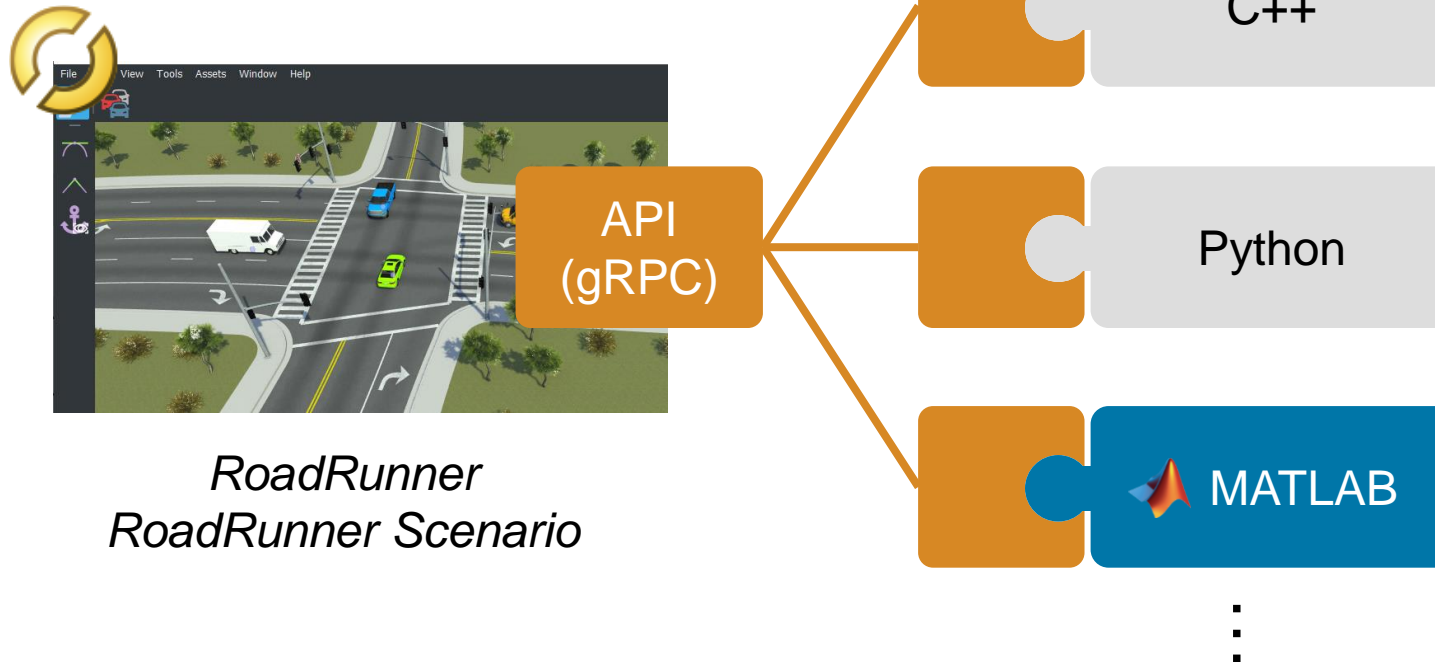 C++
File View Tools Assets Window Help
API
(gRPC)
Python
MATLAB
RoadRunner
RoadRunner Scenario